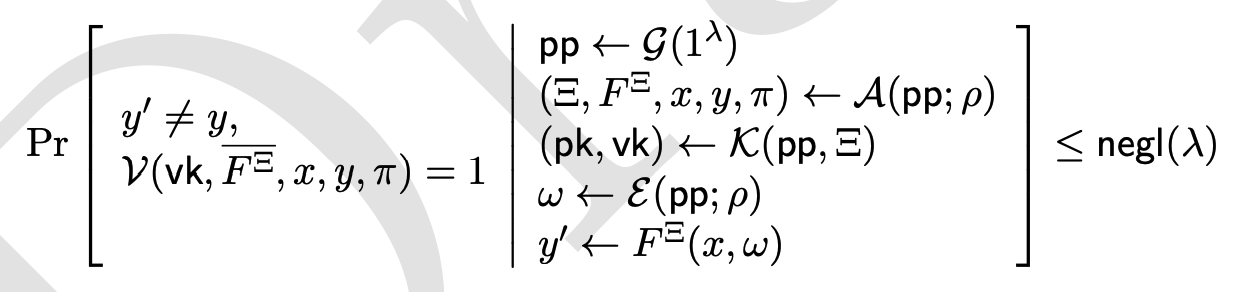 pp ← 𝒢(1^λ)
(Ξ, F^Ξ, x, y, π) ← 𝒜(pp; ρ)
y′ ≠ y,
Pr [ 𝒱(vk, \overline{F^Ξ}, x, y, π) = 1 | (pk, vk) ← 𝒦(pp, Ξ) ] ≤ negl(λ)
ω ← ℰ(pp; ρ)
y′ ← F^Ξ(x, ω)